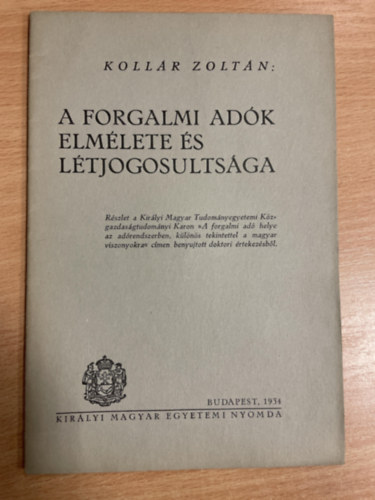 KOLLÁR ZOLTÁN:
A FORGALMI ADÓK
ELMÉLETE ÉS
LÉTJOGOSULTSÁGA
Részlet a Királyi Magyar Tudományegyetemi Köz-
gazdaságtudományi Karon »A forgalmi adó helye
az adórendszerben, különös tekintettel a magyar
viszonyokra« címen benyujtott doktori értekezésből.
BUDAPEST, 1934
KIRÁLYI MAGYAR EGYETEMI NYOMDA